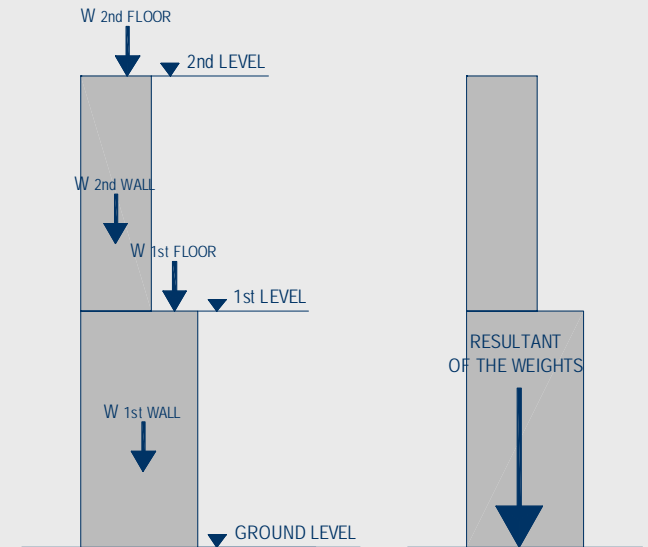 W 2nd FLOOR
2nd LEVEL
W 2nd WALL
W 1st FLOOR
1st LEVEL
RESULTANT
OF THE WEIGHTS
W 1st WALL
GROUND LEVEL